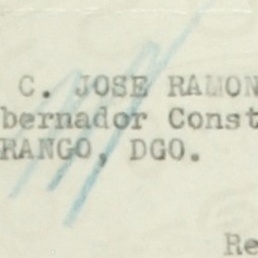 C. JOSE RAMON
bernador Const
RANGO, DGO.
Re